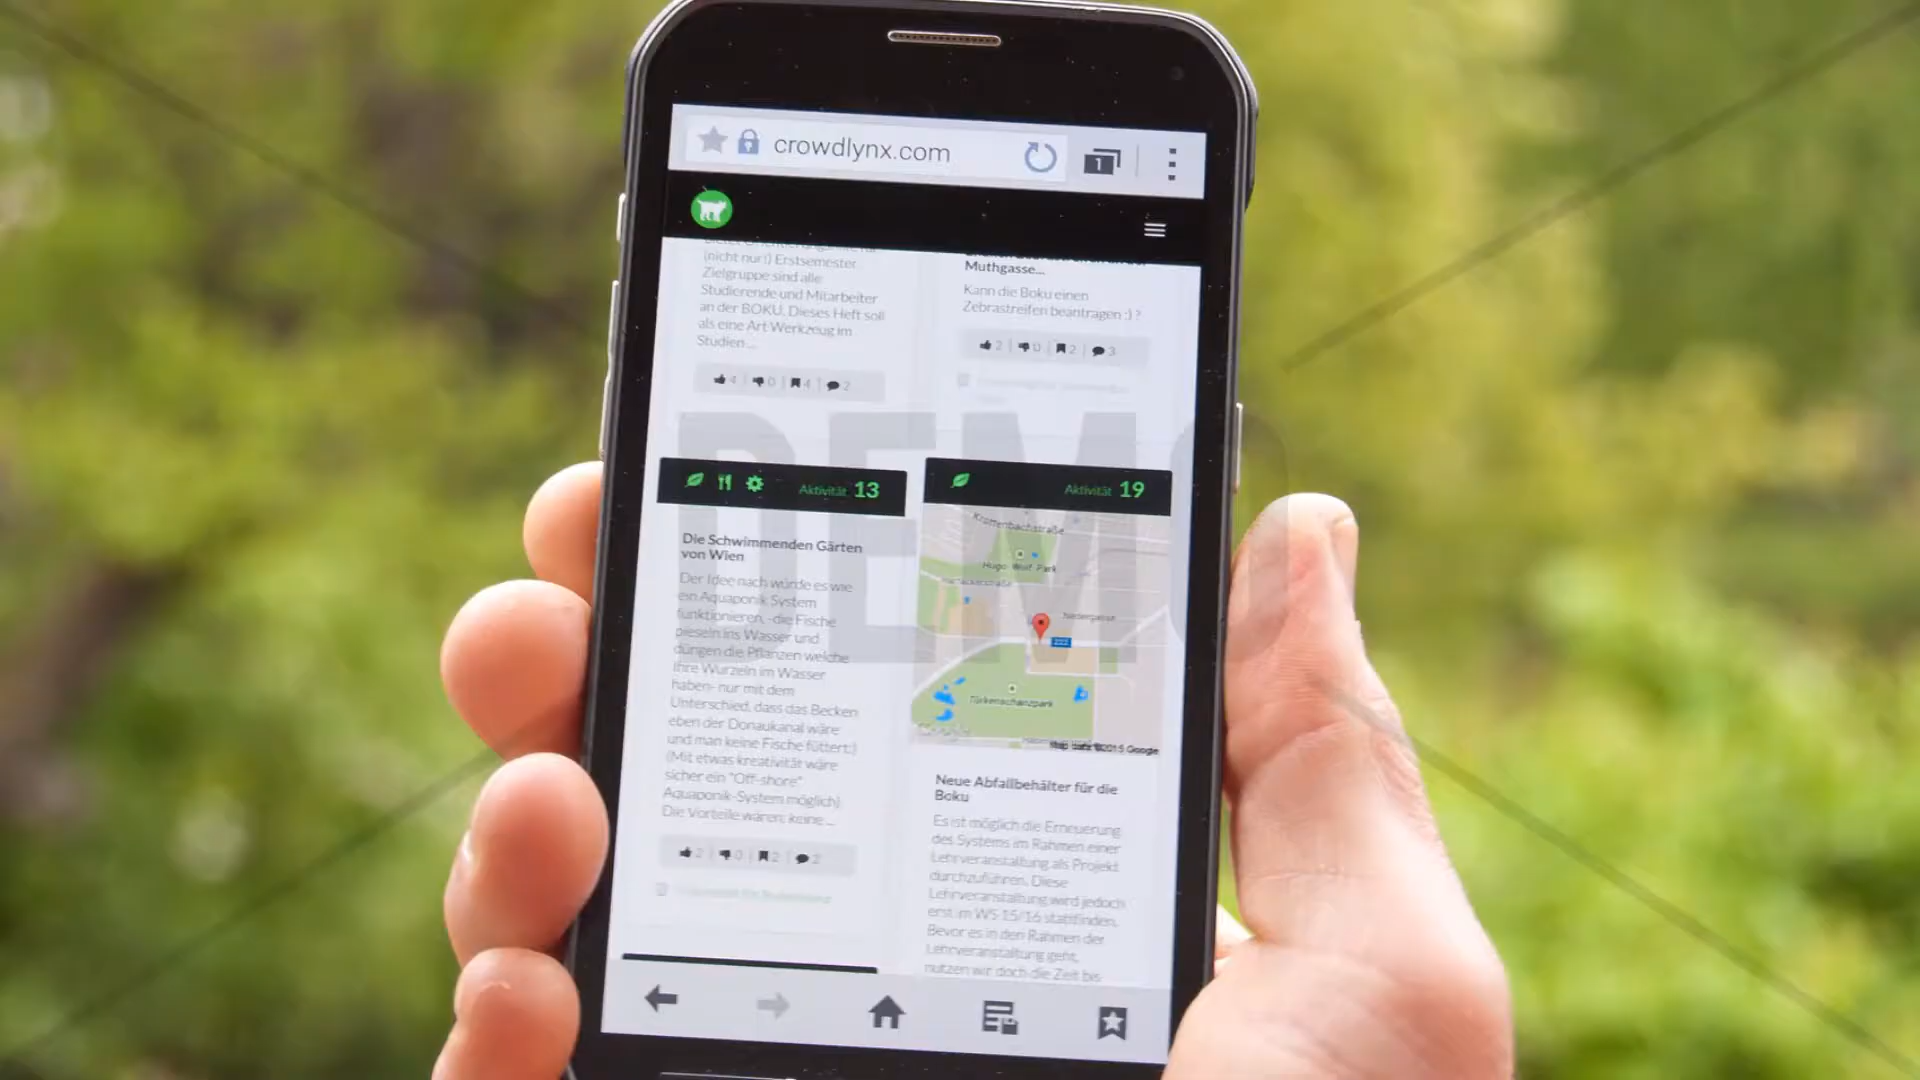 crowdlynx.com
1
(nicht nur!) Erstsemester
Zielgruppe sind alle
Studierende und Mitarbeiter
an der BOKU. Dieses Heft soll
als eine Art Werkzeug im
Studien ...
4 | 0 | 4 | 2
Muthgasse...
Kann die Boku einen
Zebrastreifen beantragen :) ?
2 | 0 | 2 | 3
DEMO
Aktivität 13
Die Schwimmenden Gärten
von Wien
Der Idee nach würde es wie
ein Aquaponik System
funktionieren, -die Fische
pieseln ins Wasser und
düngen die Pflanzen welche
ihre Wurzeln im Wasser
haben- nur mit dem
Unterschied, dass das Becken
eben der Donaukanal wäre
und man keine Fische füttert:)
(Mit etwas kreativität wäre
sicher ein "Off-shore"
Aquaponik-System möglich)
Die Vorteile wären: keine ...
2 | 0 | 2 | 2
Aktivität 19
Krottenbachstraße
Hugo-Wolf-Park
222
Türkenschanzpark
Map data ©2015 Google
Neue Abfallbehälter für die
Boku
Es ist möglich die Erneuerung
des Systems im Rahmen einer
Lehrveranstaltung als Projekt
durchzuführen. Diese
Lehrveranstaltung wird jedoch
erst im WS 15/16 stattfinden.
Bevor es in den Rahmen der
Lehrveranstaltung geht,
nutzen wir doch die Zeit bis